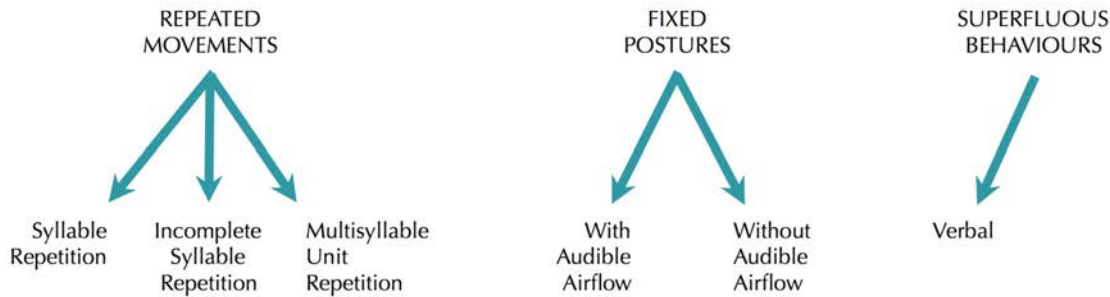 REPEATED
MOVEMENTS
FIXED
POSTURES
SUPERFLUOUS
BEHAVIOURS
Syllable
Repetition
Incomplete
Syllable
Repetition
Multisyllable
Unit
Repetition
With
Audible
Airflow
Without
Audible
Airflow
Verbal